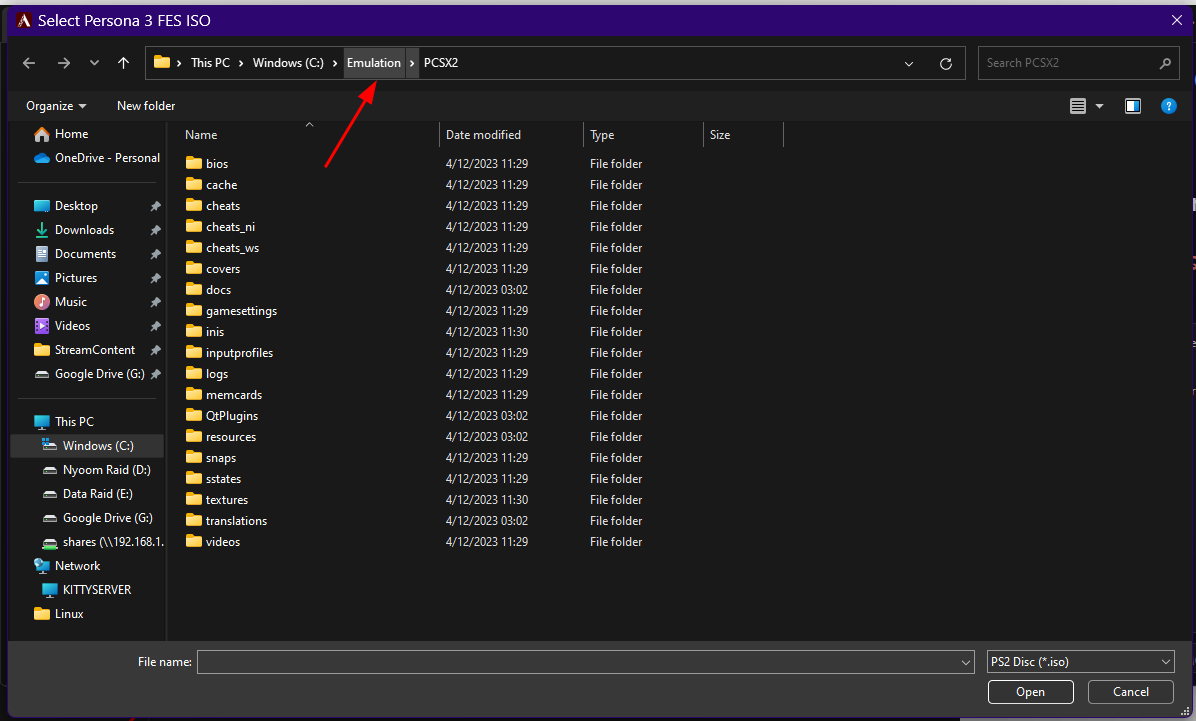 Select Persona 3 FES ISO
This PC > Windows (C:) > Emulation > PCSX2
Search PCSX2
Organize
New folder
Name Date modified Type Size
Home
OneDrive - Personal
Desktop
Downloads
Documents
Pictures
Music
Videos
StreamContent
Google Drive (G:)
This PC
Windows (C:)
Nyoom Raid (D:)
Data Raid (E:)
Google Drive (G:)
shares (\\192.168.1.
Network
KITTYSERVER
Linux
bios 4/12/2023 11:29 File folder
cache 4/12/2023 11:29 File folder
cheats 4/12/2023 11:29 File folder
cheats_ni 4/12/2023 11:29 File folder
cheats_ws 4/12/2023 11:29 File folder
covers 4/12/2023 11:29 File folder
docs 4/12/2023 03:02 File folder
gamesettings 4/12/2023 11:29 File folder
inis 4/12/2023 11:30 File folder
inputprofiles 4/12/2023 11:29 File folder
logs 4/12/2023 11:29 File folder
memcards 4/12/2023 11:29 File folder
QtPlugins 4/12/2023 03:02 File folder
resources 4/12/2023 03:02 File folder
snaps 4/12/2023 11:29 File folder
sstates 4/12/2023 11:29 File folder
textures 4/12/2023 11:30 File folder
translations 4/12/2023 03:02 File folder
videos 4/12/2023 11:29 File folder
File name:
PS2 Disc (*.iso)
Open
Cancel